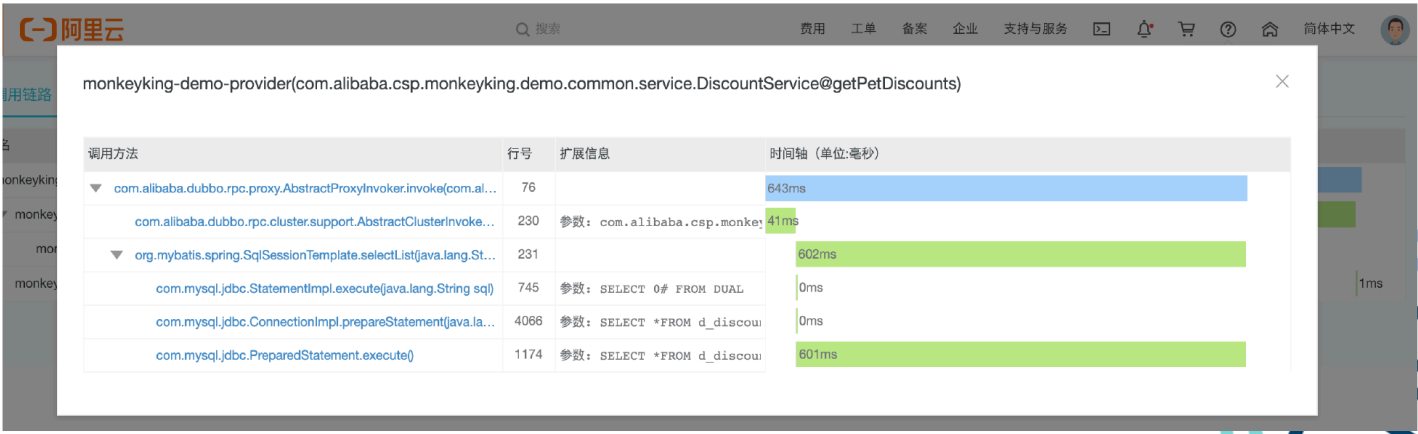 阿里云
搜索 费用 工单 备案 企业 支持与服务 简体中文
monkeyking-demo-provider(com.alibaba.csp.monkeyking.demo.common.service.DiscountService@getPetDiscounts)
调用链路
名
调用方法 行号 扩展信息 时间轴（单位:毫秒）
monkeyking
com.alibaba.dubbo.rpc.proxy.AbstractProxyInvoker.invoke(com.al... 76 643ms
monkey
com.alibaba.dubbo.rpc.cluster.support.AbstractClusterInvoke... 230 参数: com.alibaba.csp.monkey 41ms
mor
org.mybatis.spring.SqlSessionTemplate.selectList(java.lang.St... 231 602ms
monkey
com.mysql.jdbc.StatementImpl.execute(java.lang.String sql) 745 参数: SELECT 0# FROM DUAL 0ms
1ms
com.mysql.jdbc.ConnectionImpl.prepareStatement(java.la... 4066 参数: SELECT *FROM d_discou 0ms
com.mysql.jdbc.PreparedStatement.execute() 1174 参数: SELECT *FROM d_discou 601ms